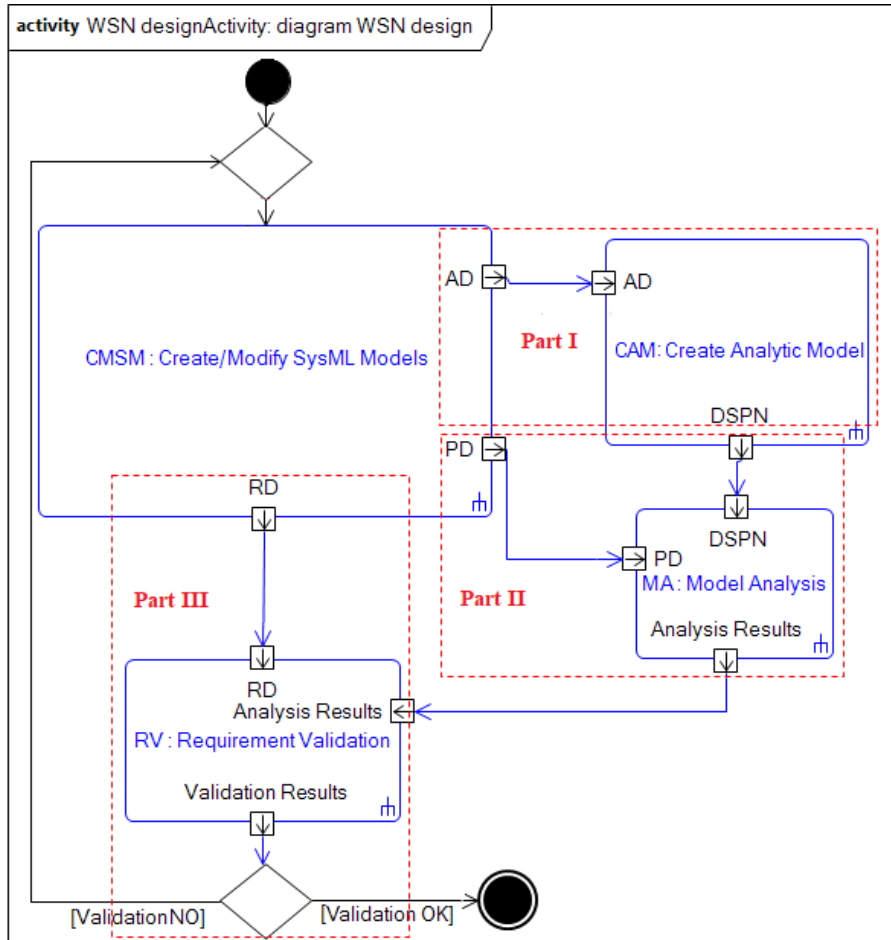 activity WSN designActivity: diagram WSN design
AD
AD
CMSM : Create/Modify SysML Models
Part I
CAM: Create Analytic Model
DSPN
PD
RD
DSPN
PD
MA : Model Analysis
Part III
Part II
Analysis Results
RD
Analysis Results
RV : Requirement Validation
Validation Results
[ValidationNO]
[Validation OK]